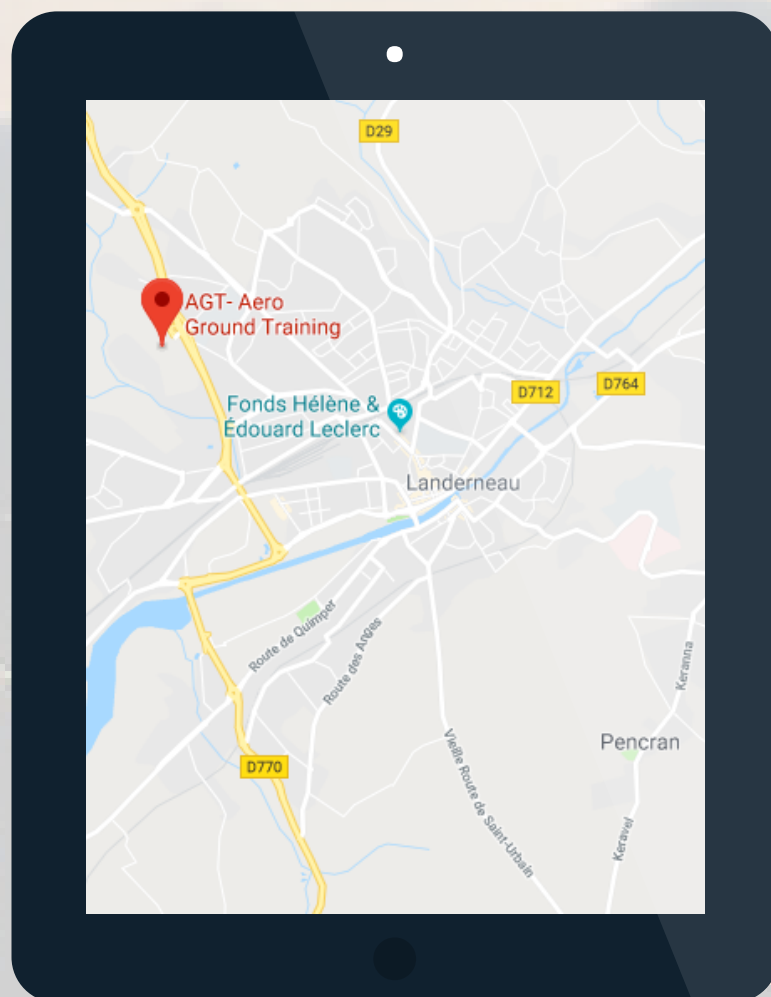 D29
AGT- Aero
Ground Training
D712
D764
Fonds Hélène &
Édouard Leclerc
Landerneau
Route de Quimper
Route des Anges
Keranna
Pencran
D770
Vieille Route de Saint-Urbain
Keravel